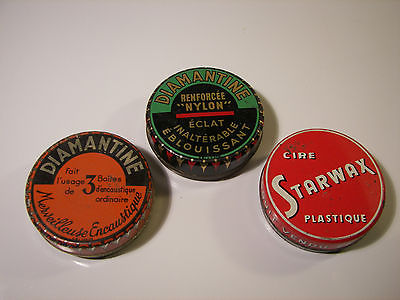 DIAMANTINE
Fait
l'usage de 3 Boîtes
d'encaustique
ordinaire
Merveilleuse Encaustique
DIAMANTINE
RENFORCÉE
"NYLON"
ÉCLAT
INALTÉRABLE
ÉBLOUISSANT
CIRE
STARWAX
PLASTIQUE